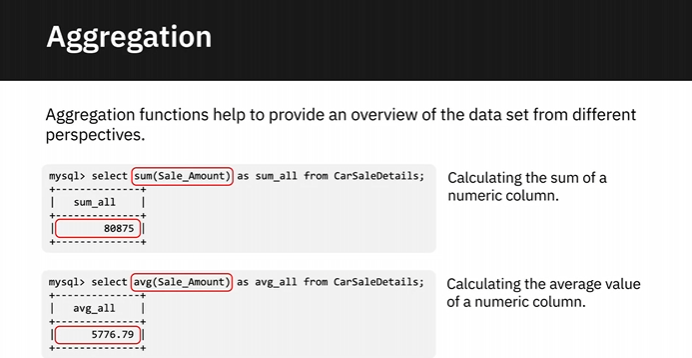 Aggregation
Aggregation functions help to provide an overview of the data set from different
perspectives.
mysql> select sum(Sale_Amount) as sum_all from CarSaleDetails;
+-------------+
| sum_all |
+-------------+
| 80875 |
+-------------+
Calculating the sum of a
numeric column.
mysql> select avg(Sale_Amount) as avg_all from CarSaleDetails;
+-------------+
| avg_all |
+-------------+
| 5776.79 |
+-------------+
Calculating the average value
of a numeric column.